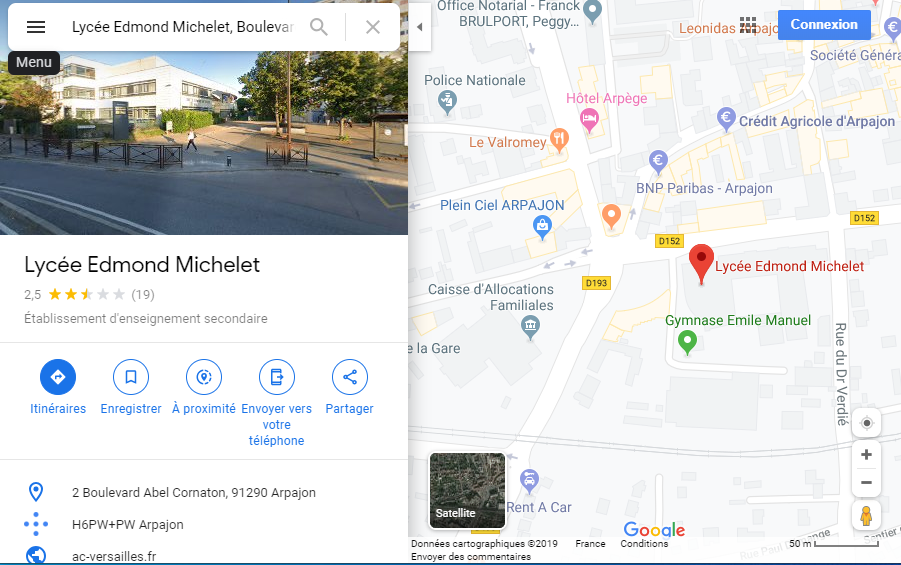 Lycée Edmond Michelet, Boulevar
Menu
Lycée Edmond Michelet
2,5 (19)
Établissement d'enseignement secondaire
Itinéraires
Enregistrer
À proximité
Envoyer vers
votre
téléphone
Partager
2 Boulevard Abel Cornaton, 91290 Arpajon
H6PW+PW Arpajon
ac-versailles.fr
Office Notarial - Franck
BRULPORT, Peggy...
Leonidas Arpajo
Connexion
Société Généra
Police Nationale
Hôtel Arpège
Crédit Agricole d'Arpajon
Le Valromey
BNP Paribas - Arpajon
Plein Ciel ARPAJON
D152
D152
Lycée Edmond Michelet
D193
Caisse d'Allocations
Familiales
Gymnase Emile Manuel
e la Gare
Rue du Dr Verdié
Satellite
Rent A Car
Google
Rue Paul
Sentier
Données cartographiques ©2019
France
Conditions
50 m
Envoyer des commentaires